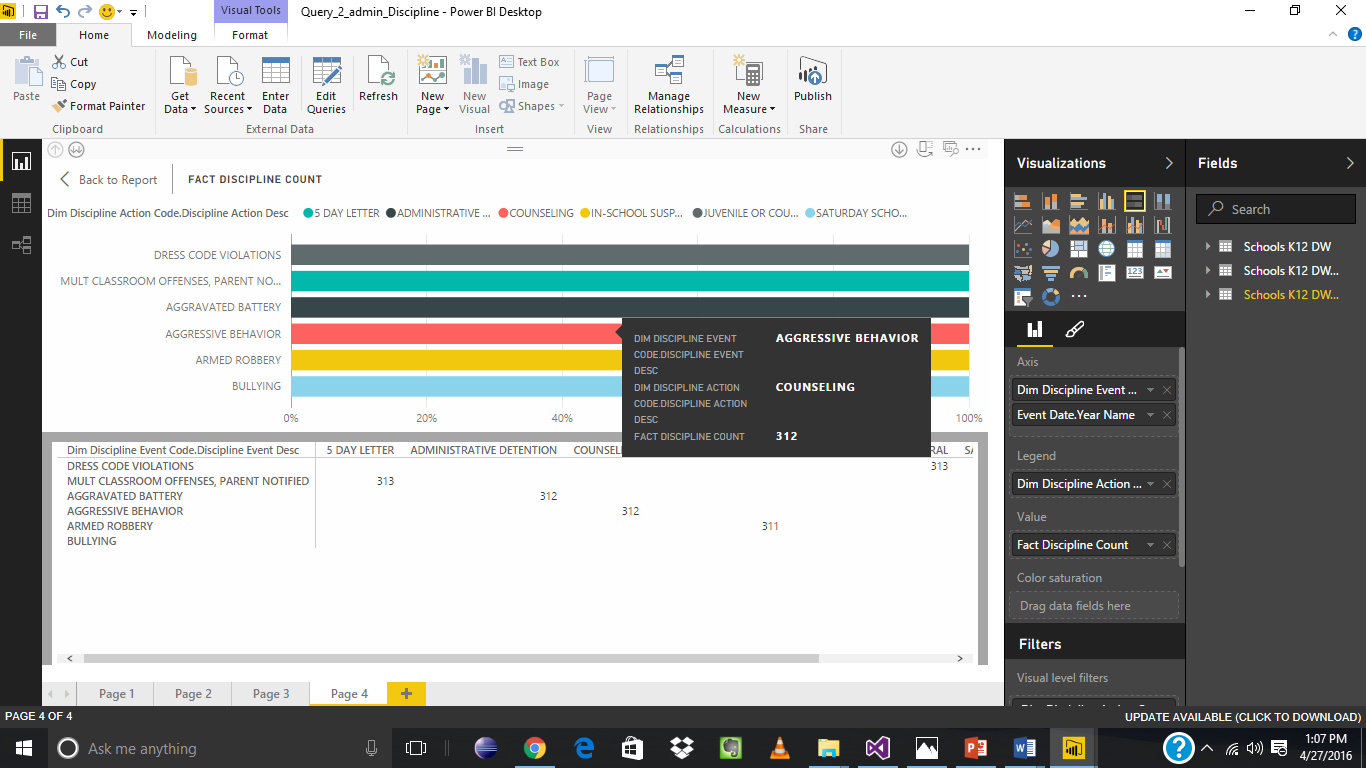 Visual Tools
Query_2_admin_Discipline - Power BI Desktop
File Home Modeling Format
Paste
Cut
Copy
Format Painter
Clipboard
Get Data
Recent Sources
Enter Data
Edit Queries
Refresh
External Data
New Page
New Visual
Text Box
Image
Shapes
Insert
Page View
View
Manage Relationships
Relationships
New Measure
Calculations
Publish
Share
Back to Report
FACT DISCIPLINE COUNT
Dim Discipline Action Code.Discipline Action Desc 5 DAY LETTER ADMINISTRATIVE ... COUNSELING IN-SCHOOL SUSP... JUVENILE OR COU... SATURDAY SCHO...
DRESS CODE VIOLATIONS
MULT CLASSROOM OFFENSES, PARENT NO...
AGGRAVATED BATTERY
AGGRESSIVE BEHAVIOR
ARMED ROBBERY
BULLYING
0% 20% 40% 100%
DIM DISCIPLINE EVENT CODE.DISCIPLINE EVENT DESC
AGGRESSIVE BEHAVIOR
DIM DISCIPLINE ACTION CODE.DISCIPLINE ACTION DESC
COUNSELING
FACT DISCIPLINE COUNT 312
Dim Discipline Event Code.Discipline Event Desc 5 DAY LETTER ADMINISTRATIVE DETENTION COUNSEL RAL SA
DRESS CODE VIOLATIONS 313
MULT CLASSROOM OFFENSES, PARENT NOTIFIED 313
AGGRAVATED BATTERY 312
AGGRESSIVE BEHAVIOR 312
ARMED ROBBERY 311
BULLYING
Page 1 Page 2 Page 3 Page 4 +
PAGE 4 OF 4
Visualizations
123
Axis
Dim Discipline Event ...
Event Date.Year Name
Legend
Dim Discipline Action ...
Value
Fact Discipline Count
Color saturation
Drag data fields here
Filters
Visual level filters
Fields
Search
Schools K12 DW
Schools K12 DW...
Schools K12 DW...
UPDATE AVAILABLE (CLICK TO DOWNLOAD)
Ask me anything
1:07 PM
4/27/2016